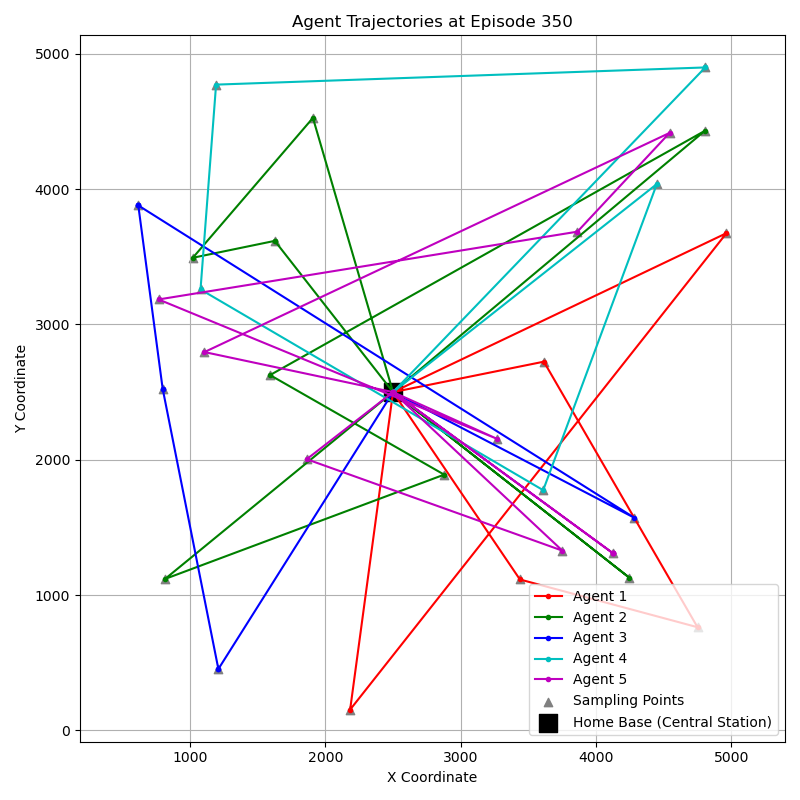 Agent Trajectories at Episode 350
Y Coordinate
5000
4000
3000
2000
1000
0
1000
2000
3000
4000
5000
X Coordinate
Agent 1
Agent 2
Agent 3
Agent 4
Agent 5
Sampling Points
Home Base (Central Station)